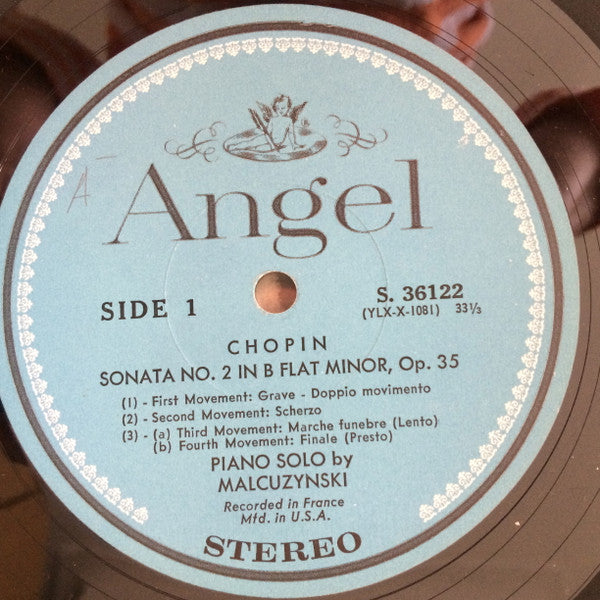 A-
Angel
SIDE 1
S. 36122
(YLX-X-1081) 33⅓
CHOPIN
SONATA NO. 2 IN B FLAT MINOR, Op. 35
(1) - First Movement: Grave - Doppio movimento
(2) - Second Movement: Scherzo
(3) - (a) Third Movement: Marche funebre (Lento)
(b) Fourth Movement: Finale (Presto)
PIANO SOLO by
MALCUZYNSKI
Recorded in France
Mfd. in U.S.A.
STEREO